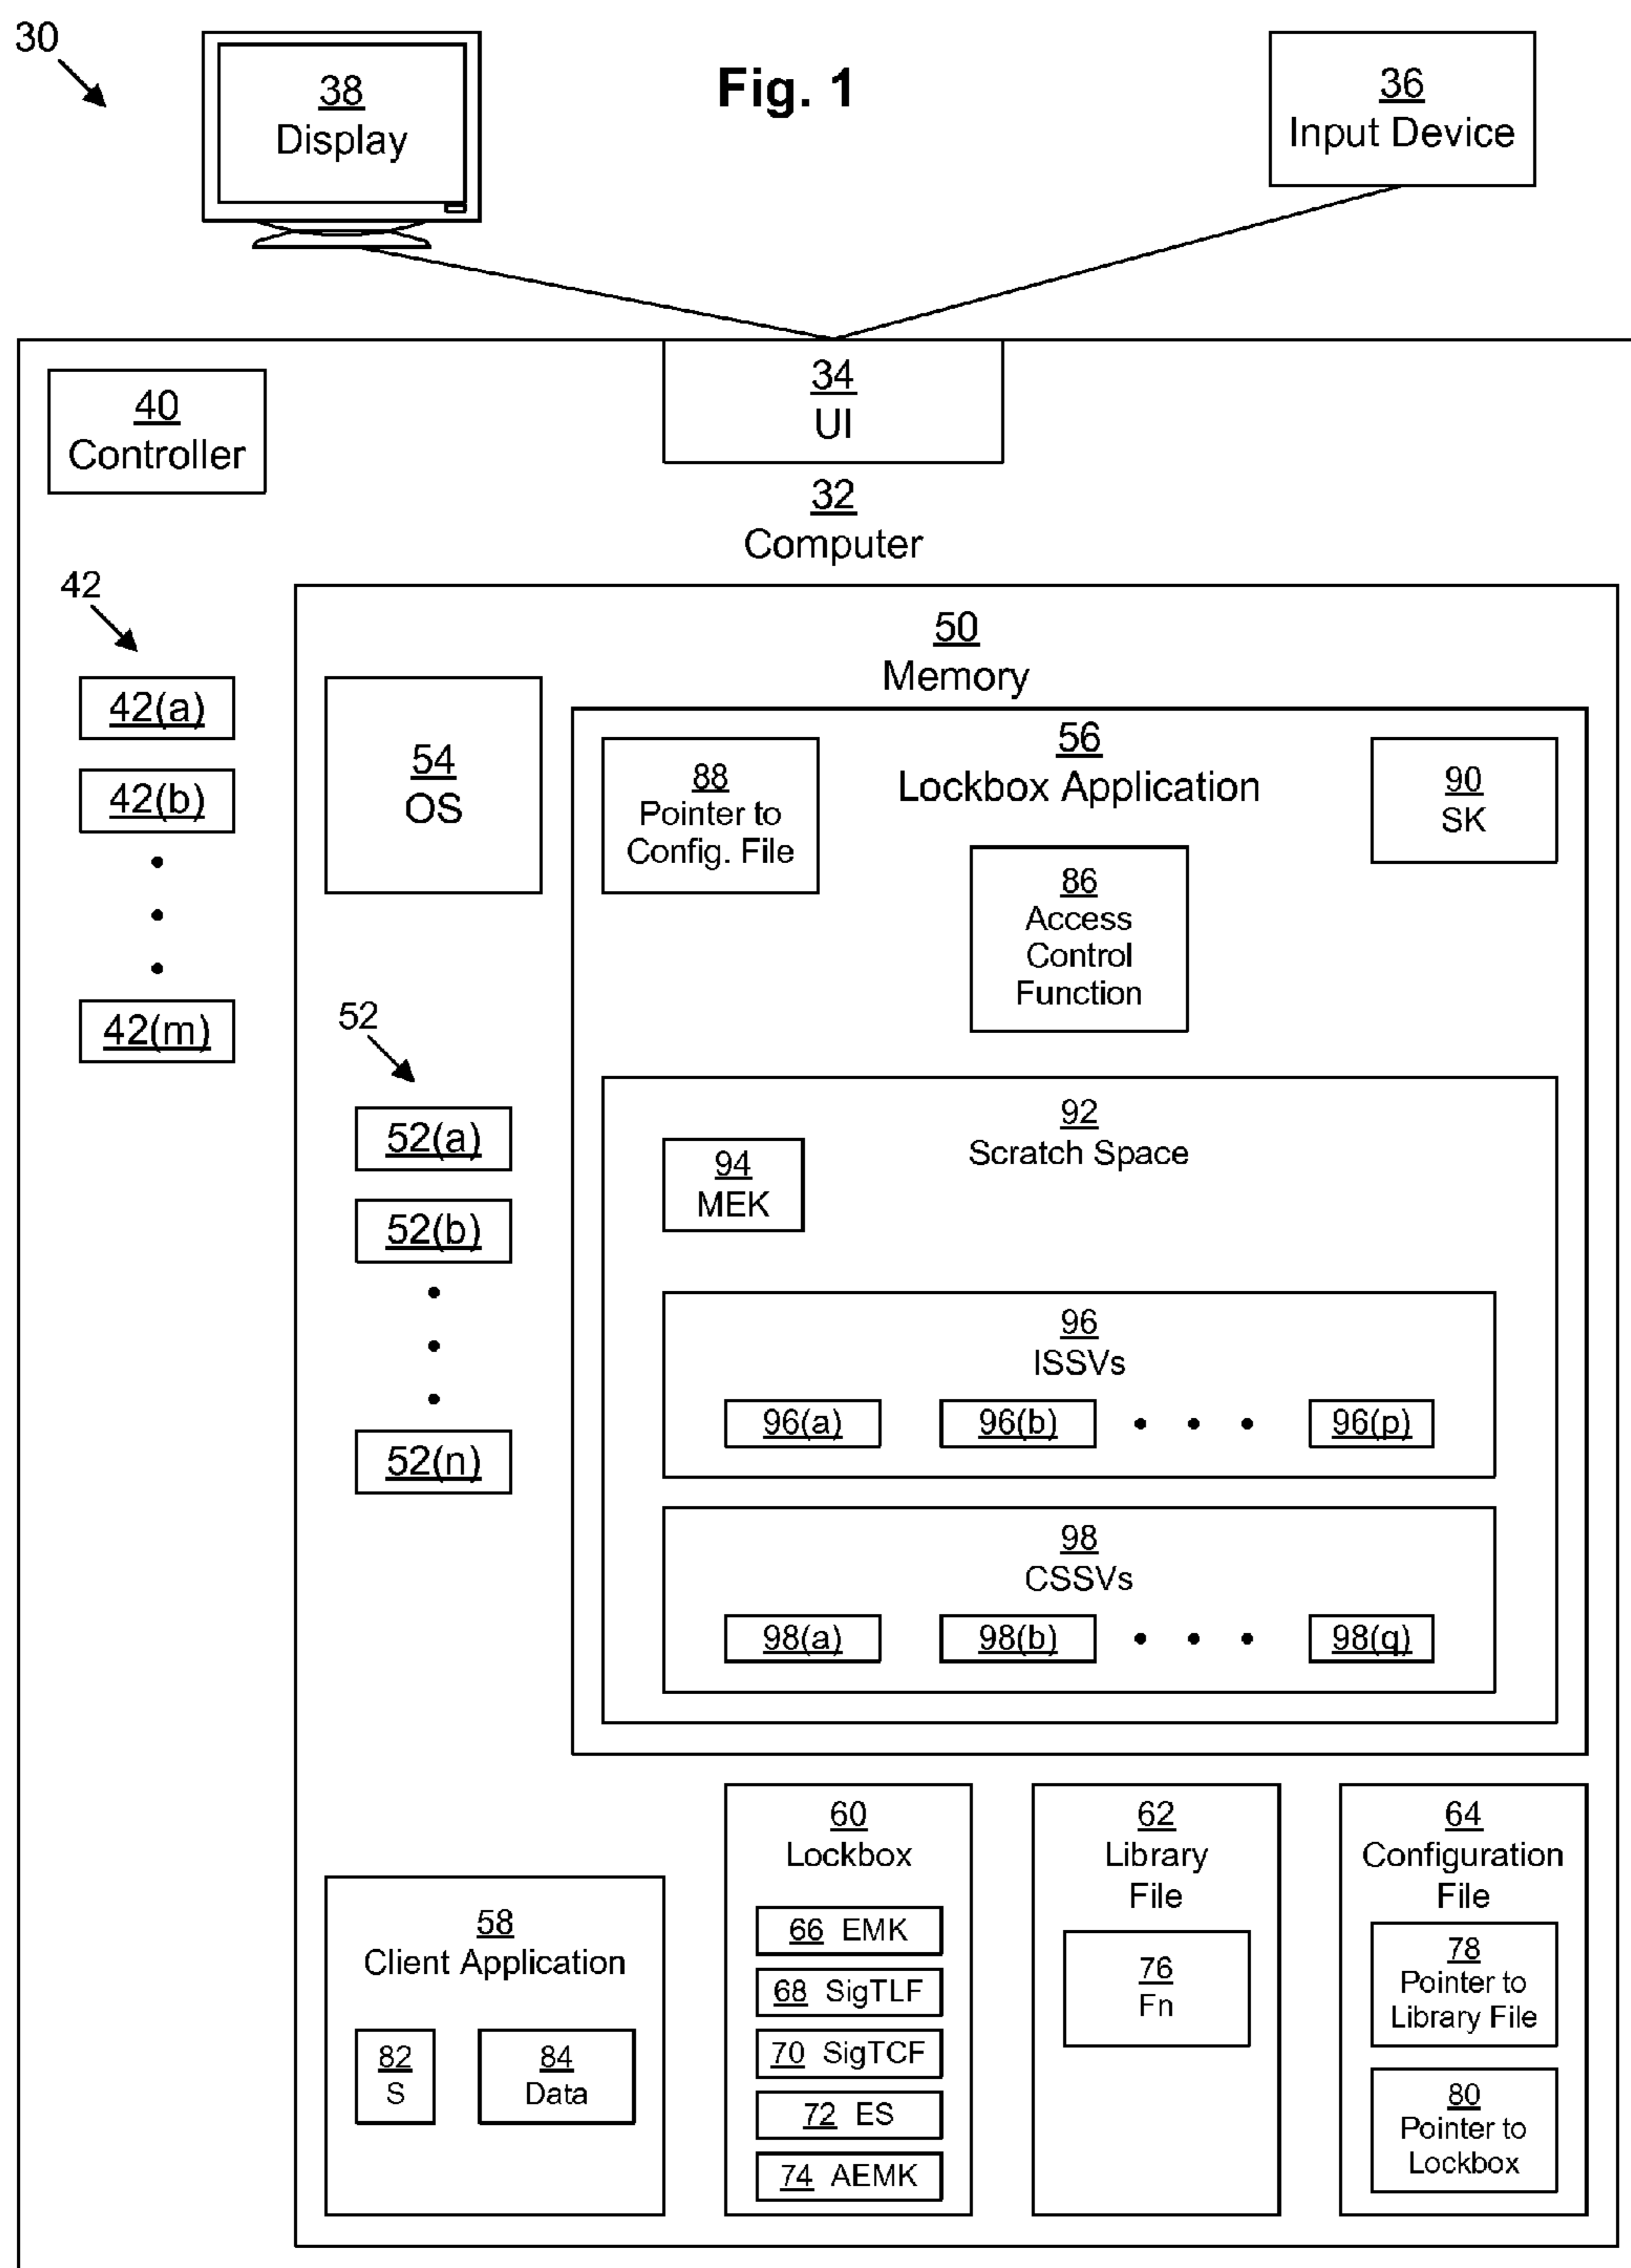 30
38
Display
Fig. 1
36
Input Device
40
Controller
34
UI
32
Computer
42
42(a)
42(b)
42(m)
50
Memory
54
OS
56
Lockbox Application
88
Pointer to
Config. File
90
SK
86
Access
Control
Function
52
52(a)
52(b)
52(n)
92
Scratch Space
94
MEK
96
ISSVs
96(a)
96(b)
96(p)
98
CSSVs
98(a)
98(b)
98(q)
58
Client Application
82
S
84
Data
60
Lockbox
66 EMK
68 SigTLF
70 SigTCF
72 ES
74 AEMK
62
Library
File
76
Fn
64
Configuration
File
78
Pointer to
Library File
80
Pointer to
Lockbox